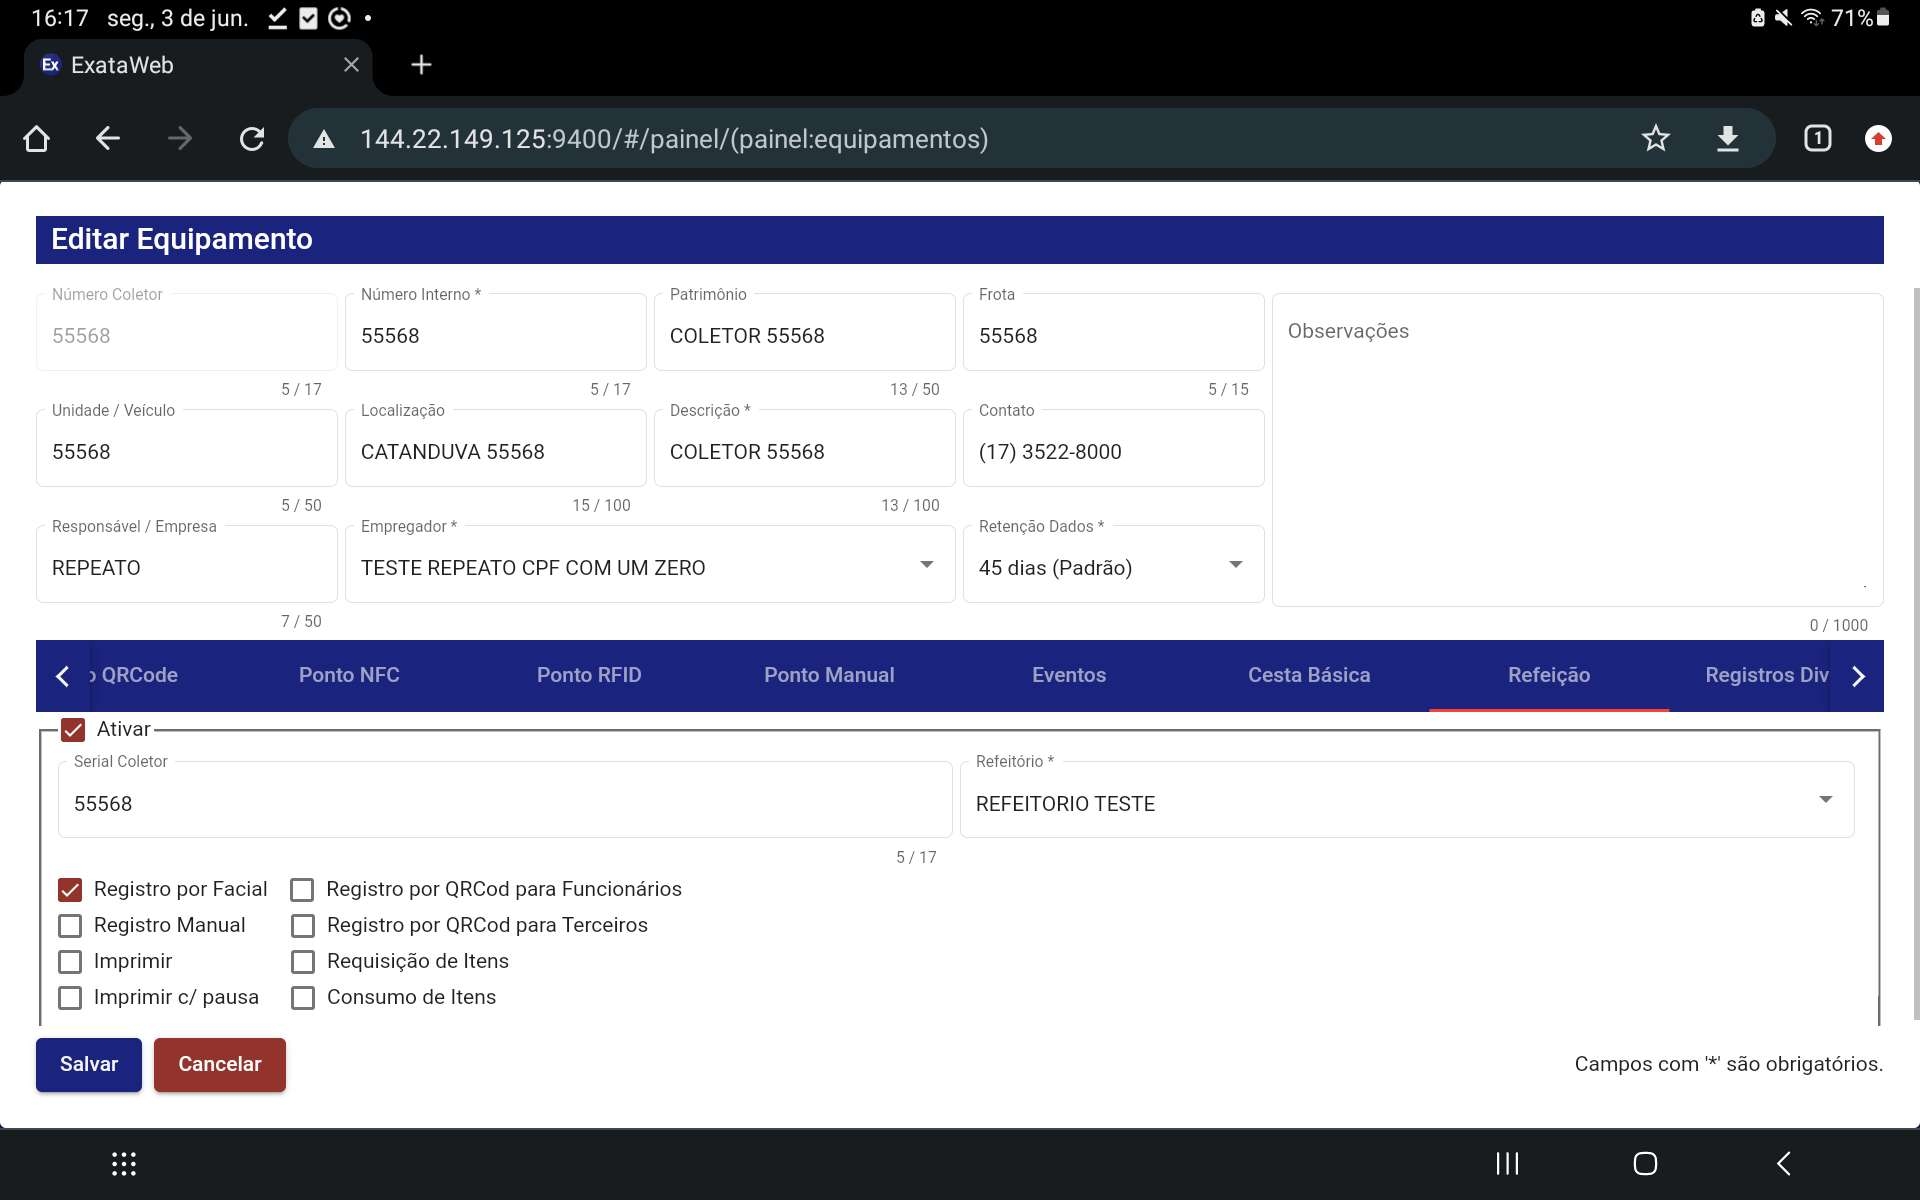 16:17 seg., 3 de jun.
71%
Ex ExataWeb
144.22.149.125:9400/#/painel/(painel:equipamentos)
1
Editar Equipamento
Número Coletor Número Interno * Patrimônio Frota
55568 55568 COLETOR 55568 55568 Observações
5 / 17 5 / 17 13 / 50 5 / 15
Unidade / Veículo Localização Descrição * Contato
55568 CATANDUVA 55568 COLETOR 55568 (17) 3522-8000
5 / 50 15 / 100 13 / 100
Responsável / Empresa Empregador * Retenção Dados *
REPEATO TESTE REPEATO CPF COM UM ZERO 45 dias (Padrão)
7 / 50 0 / 1000
o QRCode Ponto NFC Ponto RFID Ponto Manual Eventos Cesta Básica Refeição Registros Div
Ativar
Serial Coletor Refeitório *
55568 REFEITORIO TESTE
5 / 17
Registro por Facial Registro por QRCod para Funcionários
Registro Manual Registro por QRCod para Terceiros
Imprimir Requisição de Itens
Imprimir c/ pausa Consumo de Itens
Salvar Cancelar Campos com '*' são obrigatórios.